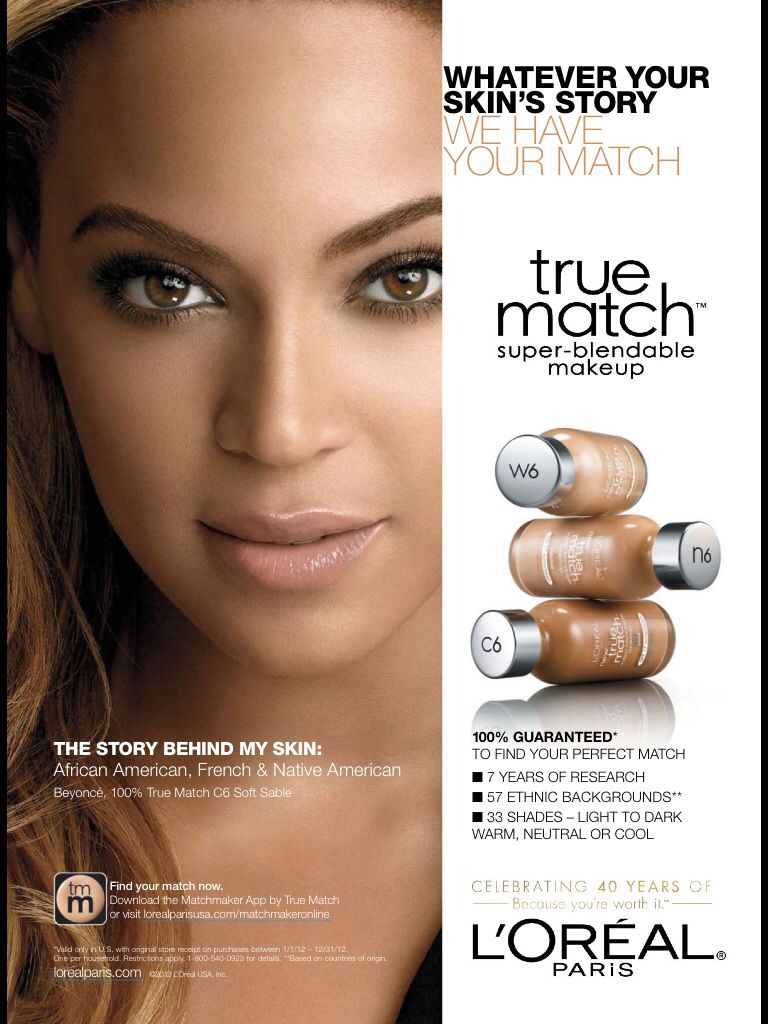 WHATEVER YOUR
SKIN'S STORY
WE HAVE
YOUR MATCH
true
match™
super-blendable
makeup
W6
n6
C6
L'ORÉAL
true
match
THE STORY BEHIND MY SKIN:
African American, French & Native American
Beyoncé, 100% True Match C6 Soft Sable
100% GUARANTEED*
TO FIND YOUR PERFECT MATCH
■ 7 YEARS OF RESEARCH
■ 57 ETHNIC BACKGROUNDS**
■ 33 SHADES – LIGHT TO DARK
WARM, NEUTRAL OR COOL
tm
m
Find your match now.
Download the Matchmaker App by True Match
or visit lorealparisusa.com/matchmakeronline
*Valid only in U.S. with original store receipt on purchases between 1/1/12 – 12/31/12.
One per household. Restrictions apply. 1-800-540-0923 for details. **Based on countries of origin.
lorealparis.com ©2012 L'Oréal USA, Inc.
CELEBRATING 40 YEARS OF
Because you're worth it.™
L'ORÉAL®
PARiS